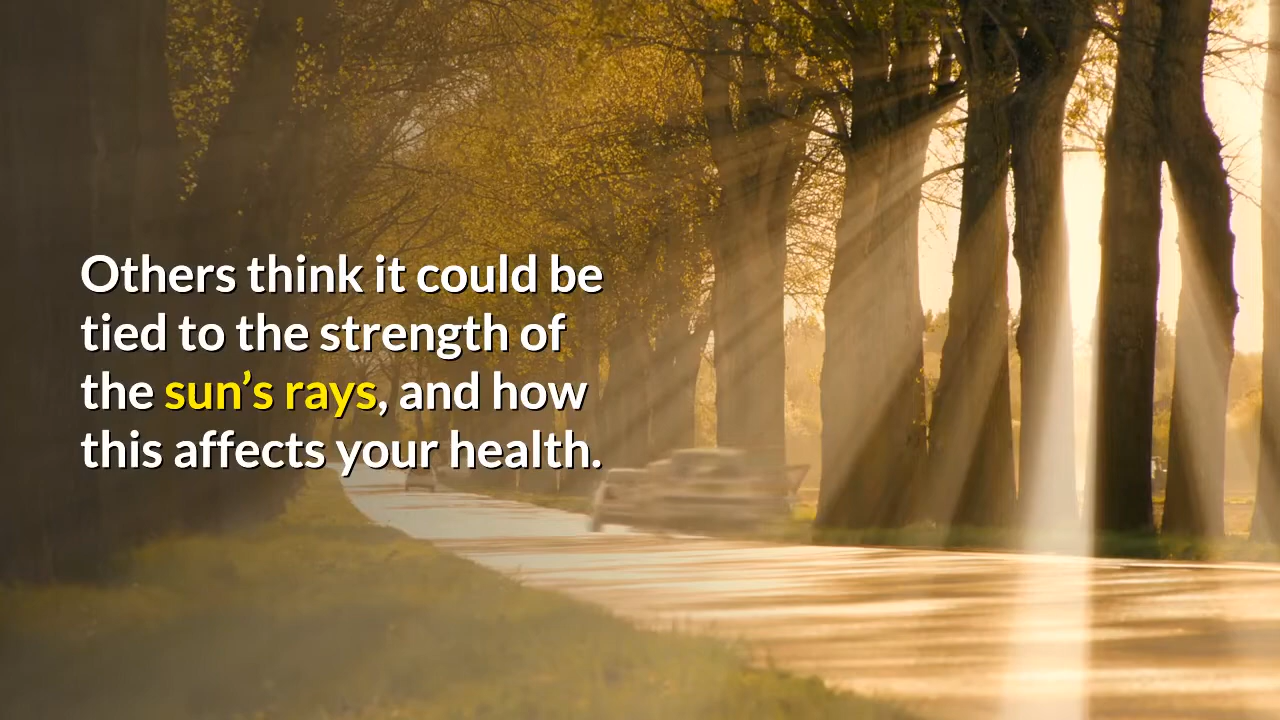 Others think it could be
tied to the strength of
the sun’s rays, and how
this affects your health.